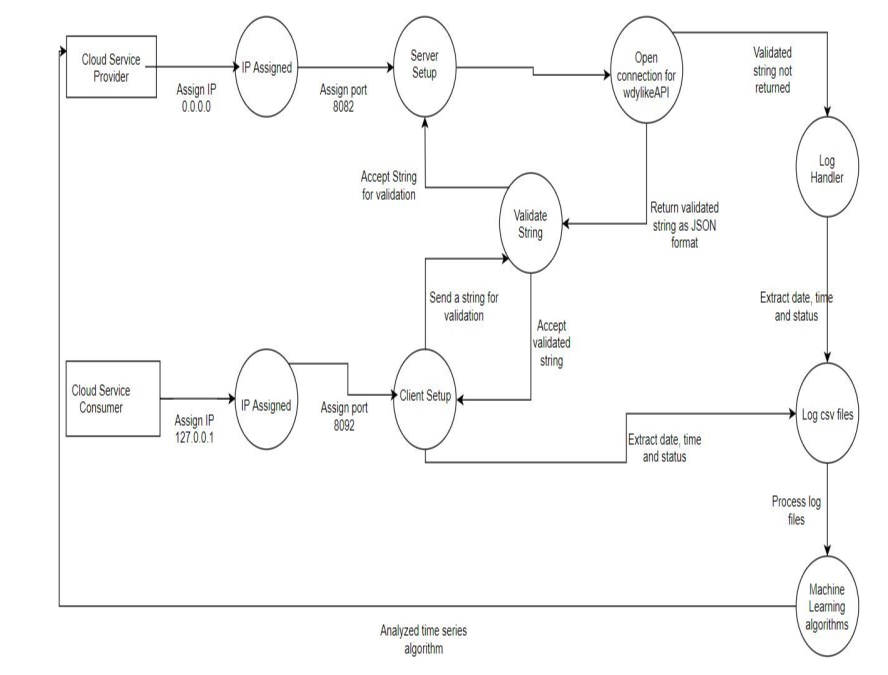 Cloud Service
Provider
Assign IP
0.0.0.0
IP Assigned
Assign port
8082
Server
Setup
Open
connection for
wdylikeAPI
Validated
string not
returned
Log
Handler
Accept String
for validation
Validate
String
Return validated
string as JSON
format
Send a string for
validation
Accept
validated
string
Extract date, time
and status
Cloud Service
Consumer
Assign IP
127.0.0.1
IP Assigned
Assign port
8092
Client Setup
Extract date, time
and status
Log csv files
Process log
files
Machine
Learning
algorithms
Analyzed time series
algorithm